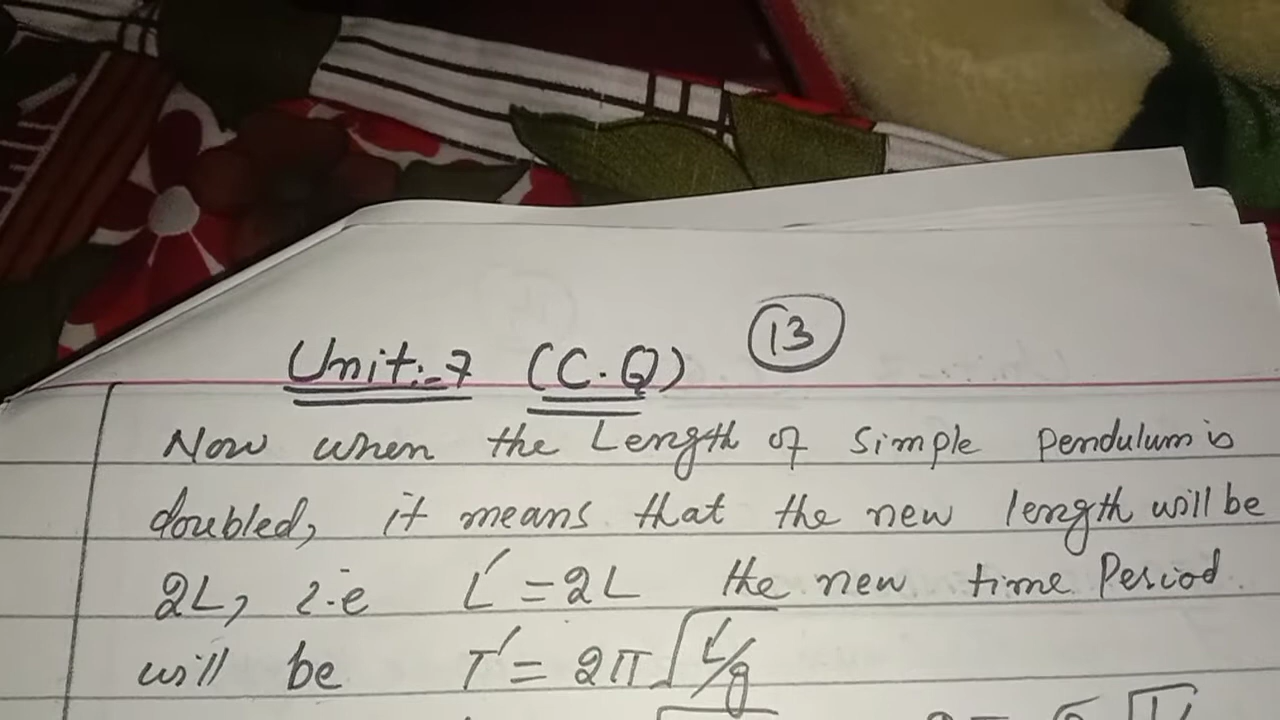 Unit:-7 (C.Q) 13
Now when the Length of simple pendulum is
doubled, it means that the new length will be
2L, i.e L' = 2L the new time Period.
will be T' = 2π√L'/g